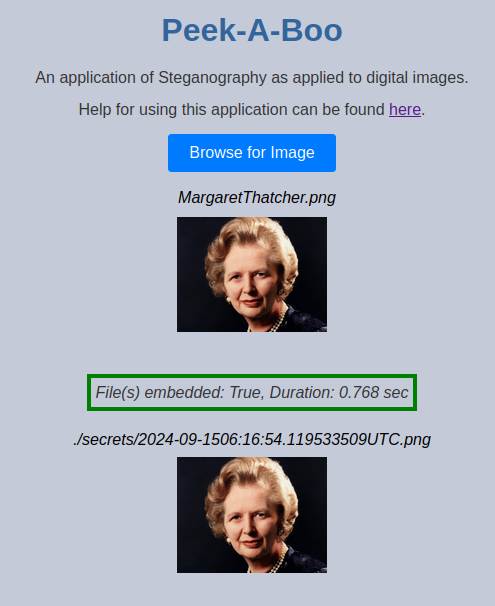 Peek-A-Boo
An application of Steganography as applied to digital images.
Help for using this application can be found here.
Browse for Image
MargaretThatcher.png
File(s) embedded: True, Duration: 0.768 sec
./secrets/2024-09-1506:16:54.119533509UTC.png